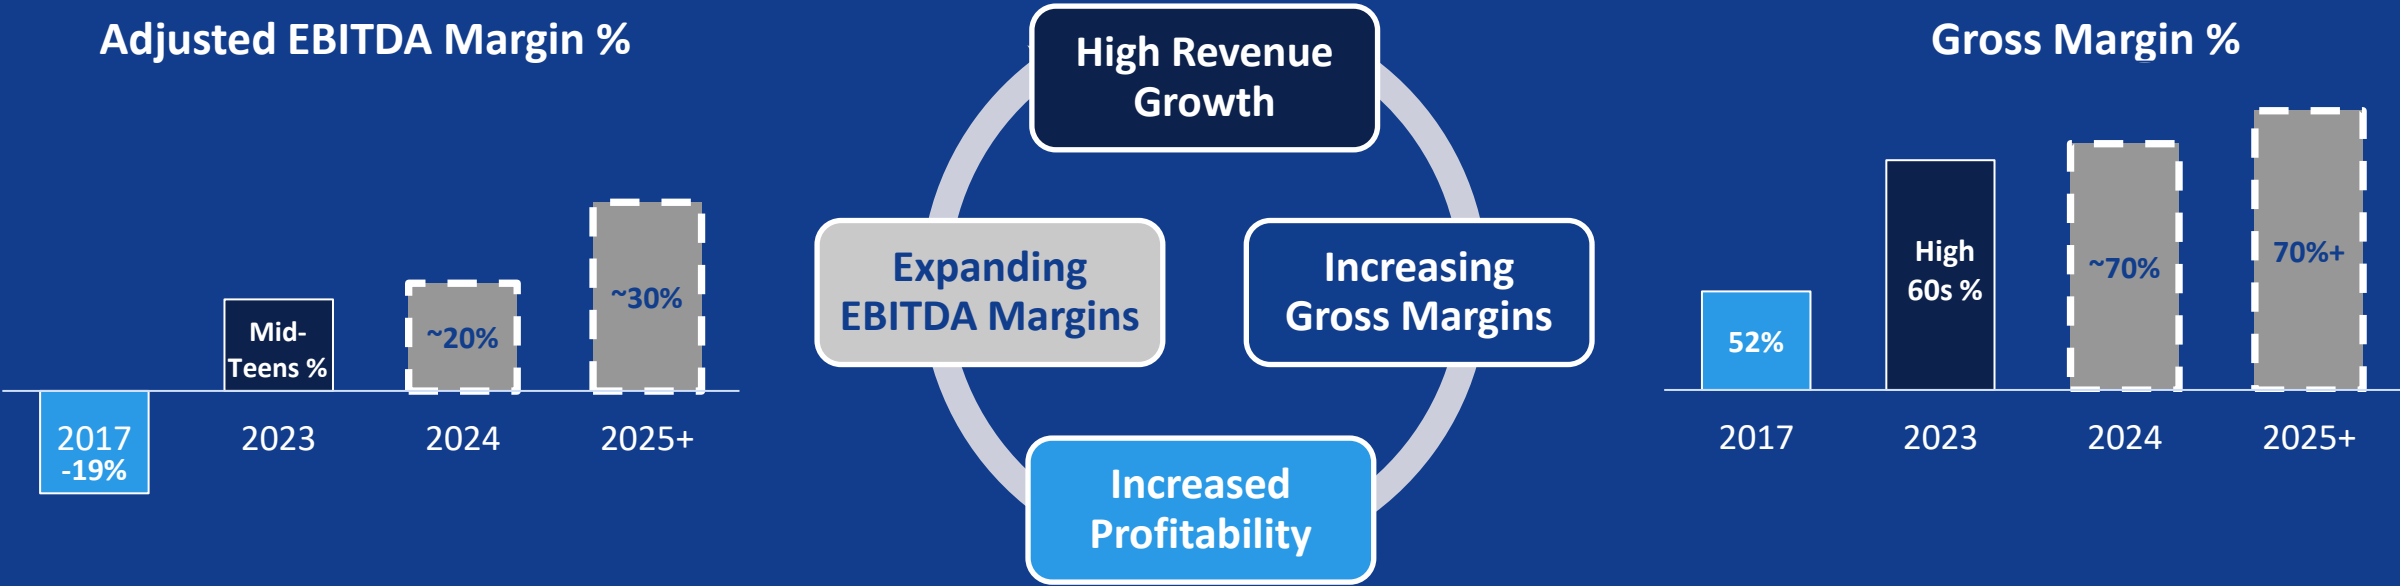 Adjusted EBITDA Margin %
Mid-
Teens %
~20%
~30%
2017
-19%
2023
2024
2025+
High Revenue
Growth
Expanding
EBITDA Margins
Increasing
Gross Margins
Increased
Profitability
Gross Margin %
52%
High
60s %
~70%
70%+
2017
2023
2024
2025+